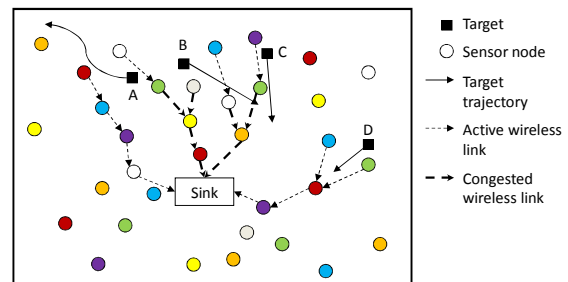 A
B
C
D
Sink
Target
Sensor node
Target
trajectory
Active wireless
link
Congested
wireless link